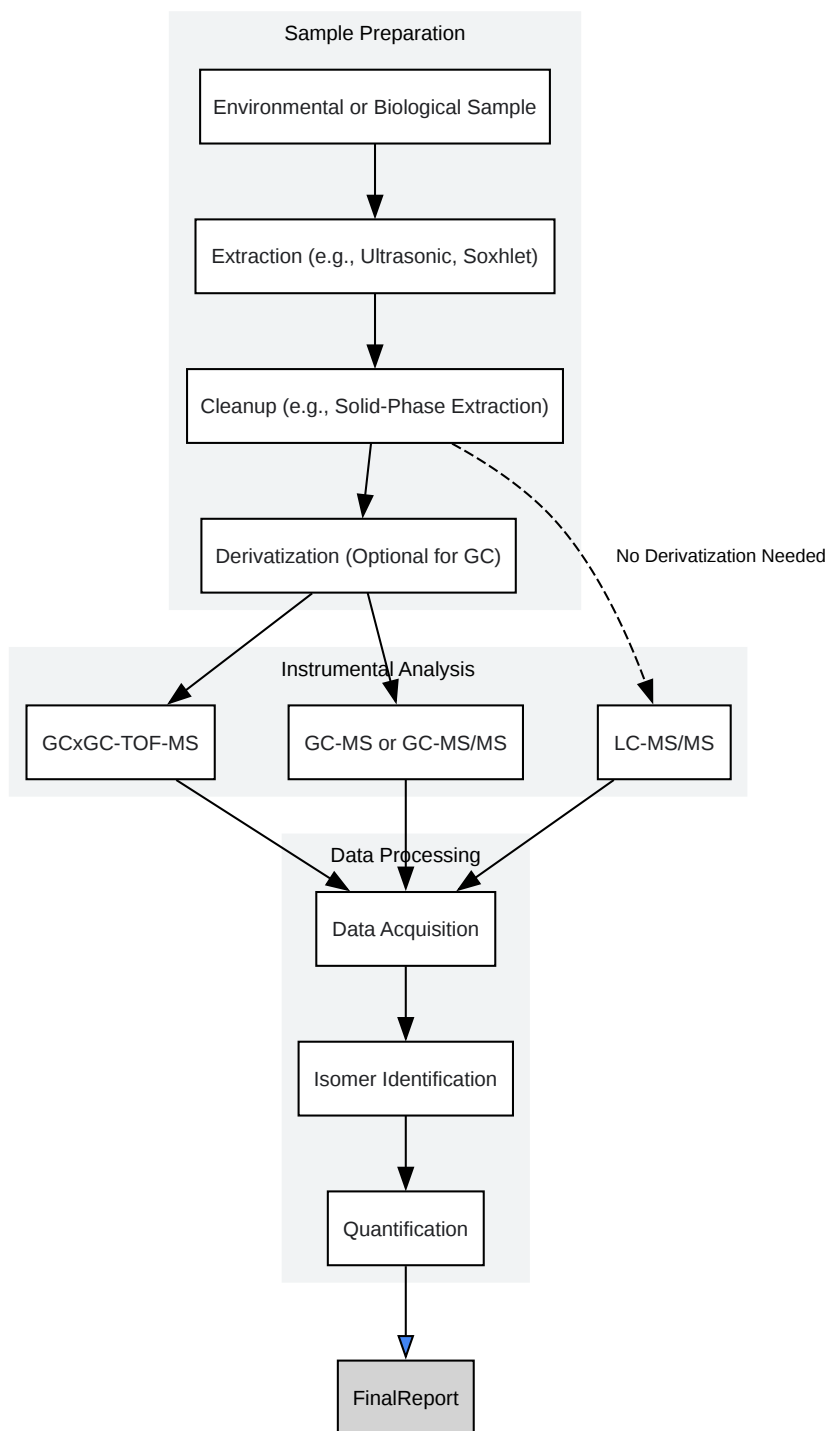 Sample Preparation
Environmental or Biological Sample
Extraction (e.g., Ultrasonic, Soxhlet)
Cleanup (e.g., Solid-Phase Extraction)
Derivatization (Optional for GC)
No Derivatization Needed
Instrumental Analysis
GCxGC-TOF-MS
GC-MS or GC-MS/MS
LC-MS/MS
Data Processing
Data Acquisition
Isomer Identification
Quantification
FinalReport